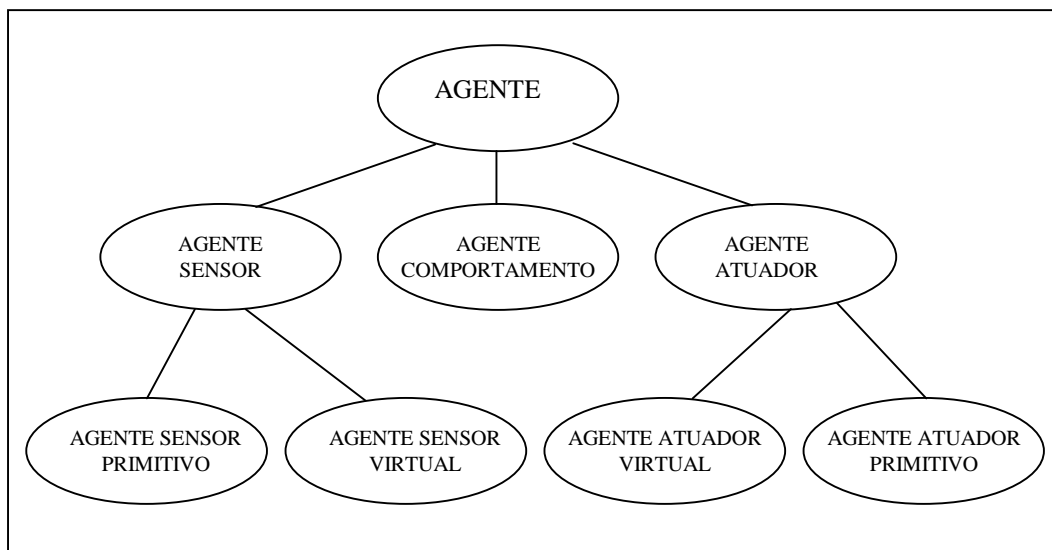 AGENTE
AGENTE
SENSOR
AGENTE
COMPORTAMENTO
AGENTE
ATUADOR
AGENTE SENSOR
PRIMITIVO
AGENTE SENSOR
VIRTUAL
AGENTE ATUADOR
VIRTUAL
AGENTE ATUADOR
PRIMITIVO